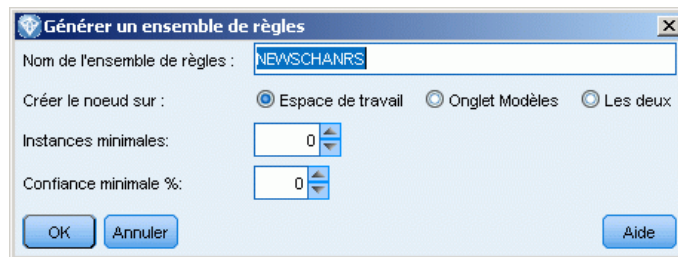 Générer un ensemble de règles
Nom de l'ensemble de règles : NEWSCHANRS
Créer le noeud sur : Espace de travail Onglet Modèles Les deux
Instances minimales: 0
Confiance minimale %: 0
OK Annuler Aide